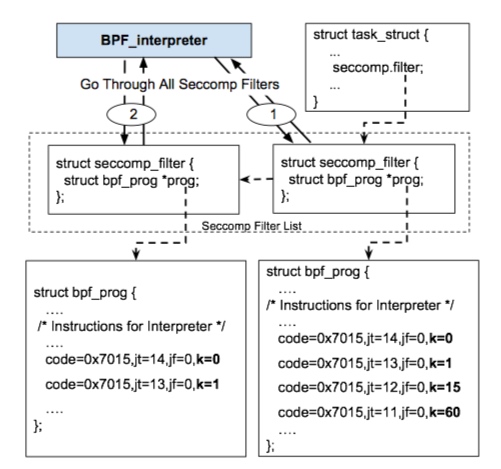 BPF_interpreter
struct task_struct {
...
seccomp.filter;
...
}
Go Through All Seccomp Filters
2
1
struct seccomp_filter {
struct bpf_prog *prog;
};
struct seccomp_filter {
struct bpf_prog *prog;
};
Seccomp Filter List
struct bpf_prog {
....
/* Instructions for Interpreter */
....
code=0x7015,jt=14,jf=0,k=0
code=0x7015,jt=13,jf=0,k=1
....
};
struct bpf_prog {
....
/* Instructions for Interpreter */
....
code=0x7015,jt=14,jf=0,k=0
code=0x7015,jt=13,jf=0,k=1
code=0x7015,jt=12,jf=0,k=15
code=0x7015,jt=11,jf=0,k=60
....
};